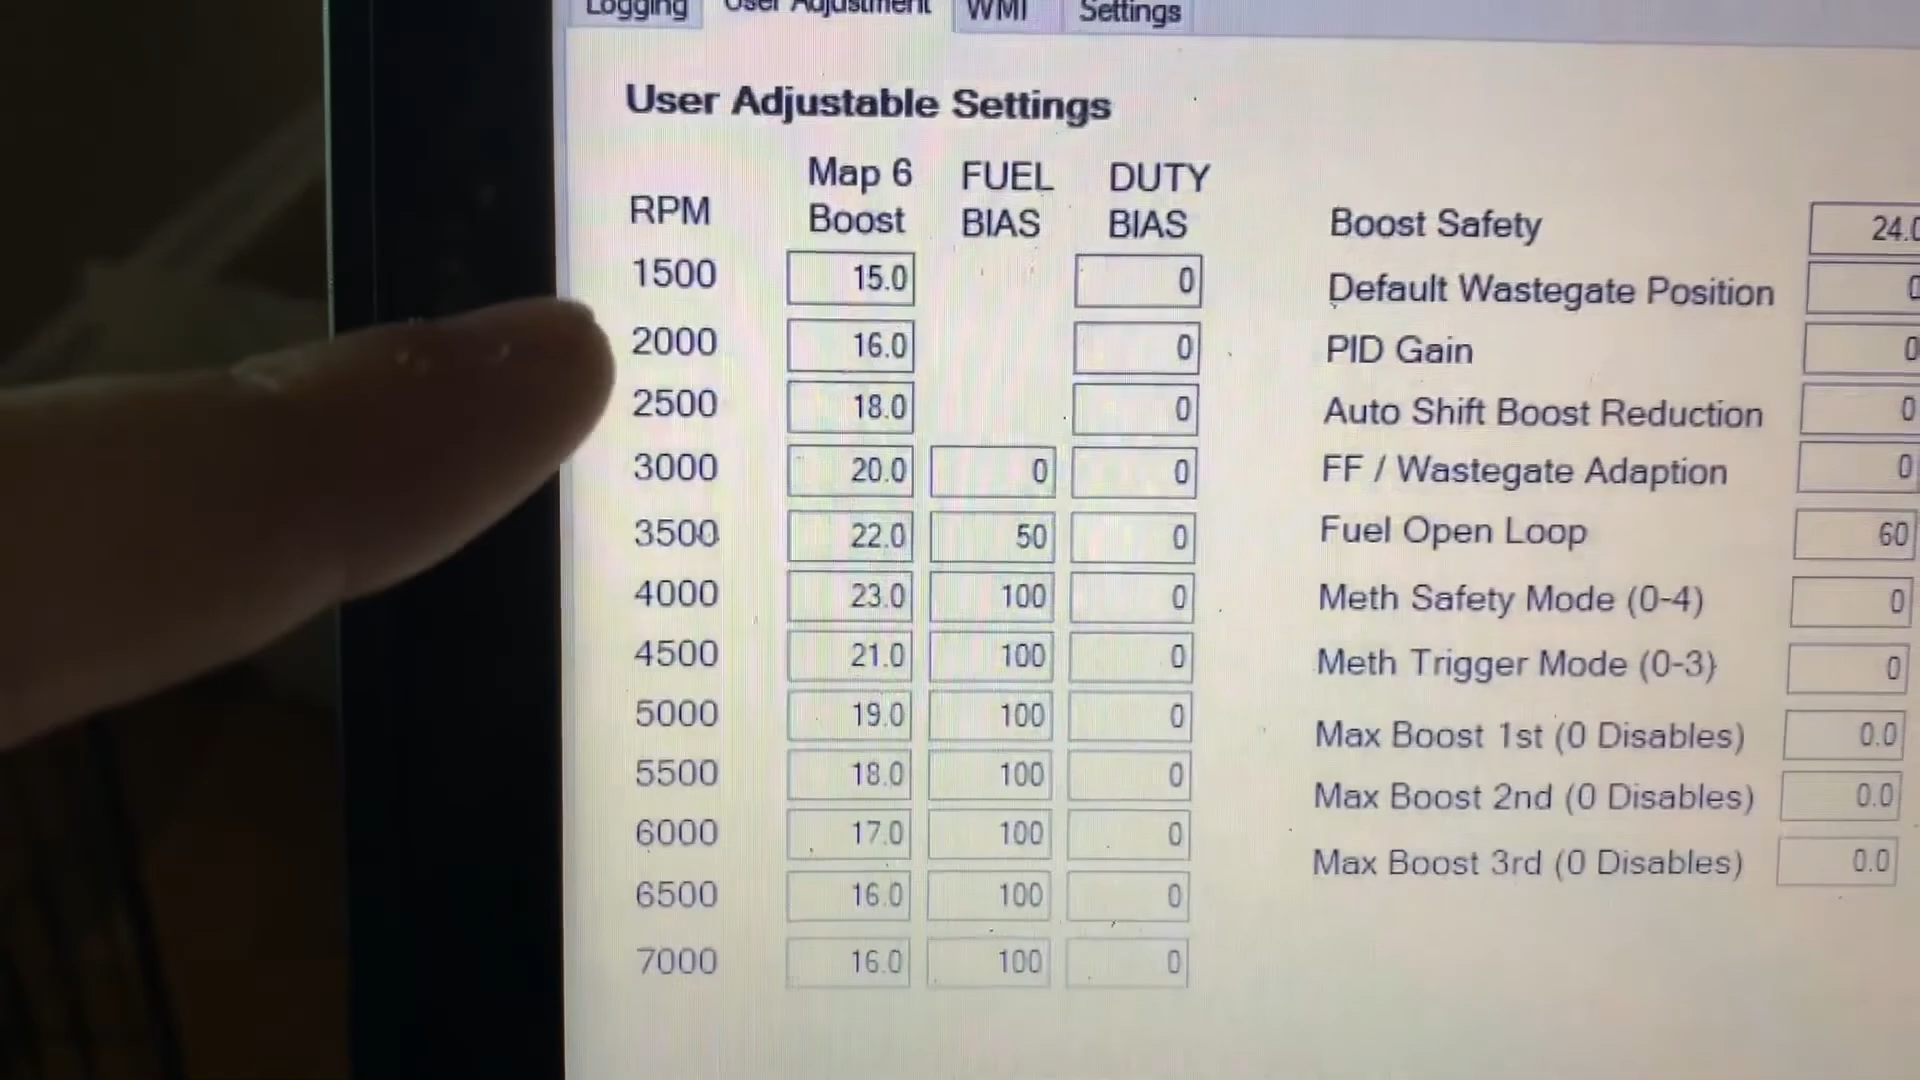 Logging User Adjustment WMI Settings
User Adjustable Settings
RPM Map 6 Boost FUEL BIAS DUTY BIAS
1500 15.0 0
2000 16.0 0
2500 18.0 0
3000 20.0 0 0
3500 22.0 50 0
4000 23.0 100 0
4500 21.0 100 0
5000 19.0 100 0
5500 18.0 100 0
6000 17.0 100 0
6500 16.0 100 0
7000 16.0 100 0
Boost Safety 24.0
Default Wastegate Position 0
PID Gain 0
Auto Shift Boost Reduction 0
FF / Wastegate Adaption 0
Fuel Open Loop 60
Meth Safety Mode (0-4) 0
Meth Trigger Mode (0-3) 0
Max Boost 1st (0 Disables) 0.0
Max Boost 2nd (0 Disables) 0.0
Max Boost 3rd (0 Disables) 0.0